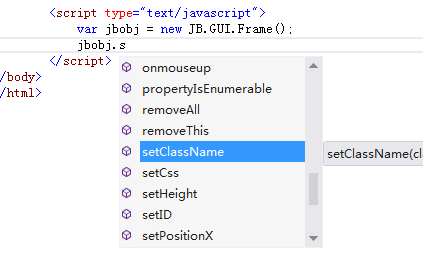 <script type="text/javascript">
var jbobj = new JB.GUI.Frame();
jbobj.s
</script>
/body>
/html>
onmouseup
propertyIsEnumerable
removeAll
removeThis
setClassName
setCss
setHeight
setID
setPositionX
setClassName(cl